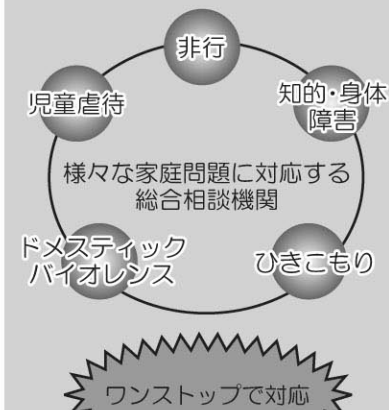 非行
児童虐待
知的・身体
障害
様々な家庭問題に対応する
総合相談機関
ドメスティック
バイオレンス
ひきこもり
ワンストップで対応